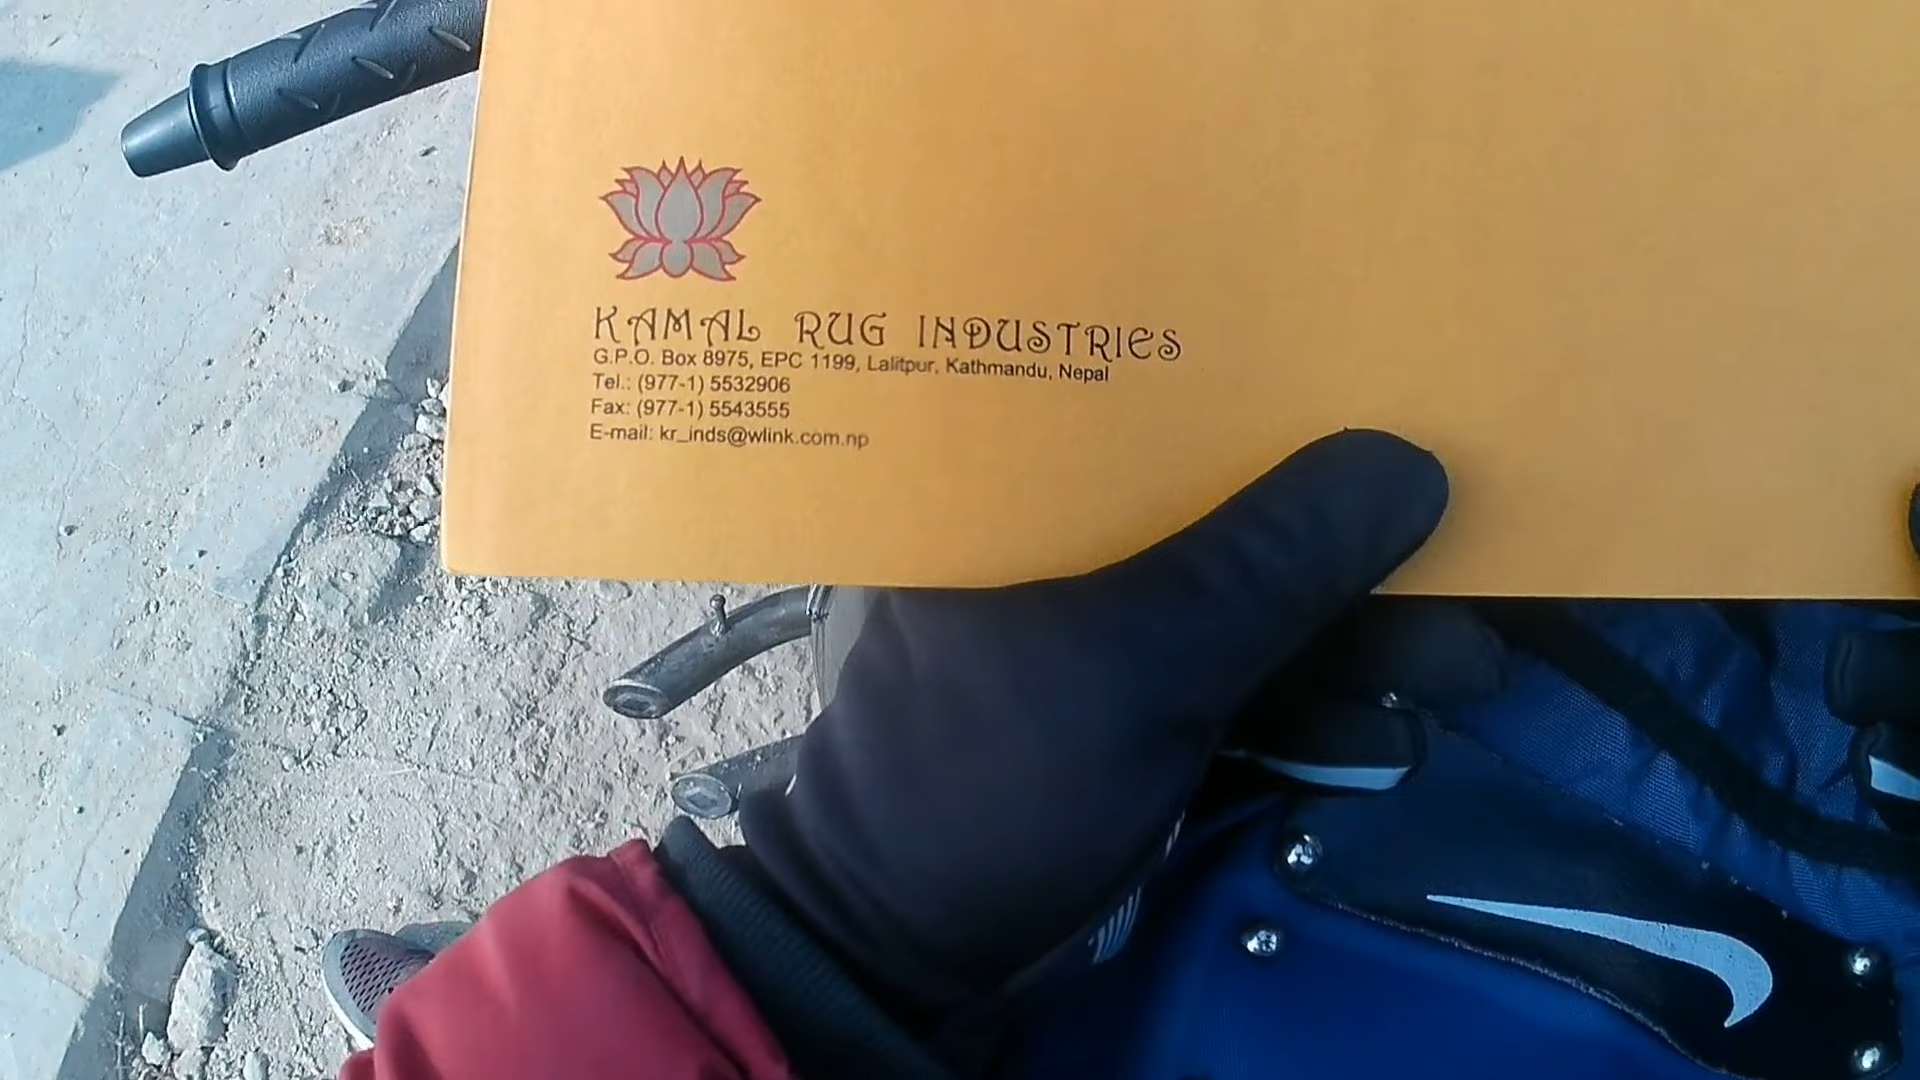 KAMAL RUG INDUSTRIES
G.P.O. Box 8975, EPC 1199, Lalitpur, Kathmandu, Nepal
Tel.: (977-1) 5532906
Fax: (977-1) 5543555
E-mail: kr_inds@wlink.com.np